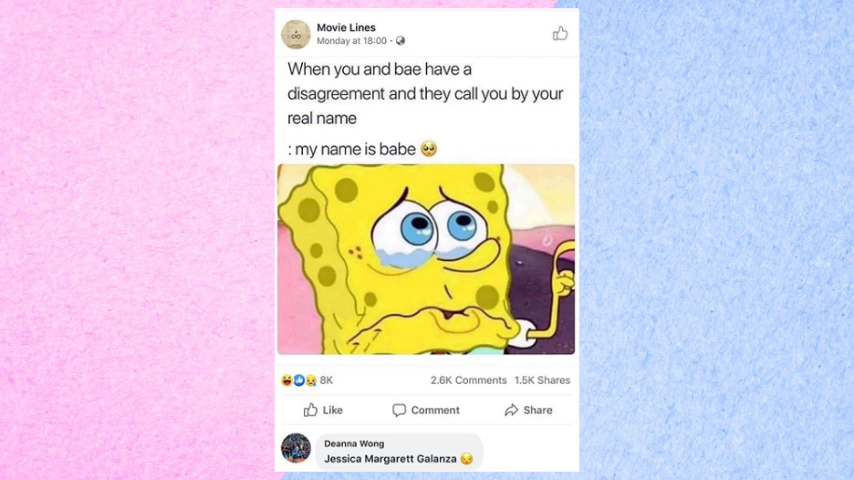 Movie Lines
Monday at 18:00 ·
When you and bae have a
disagreement and they call you by your
real name
: my name is babe 🥺
8K
2.6K Comments 1.5K Shares
Like Comment Share
Deanna Wong
Jessica Margarett Galanza 😣